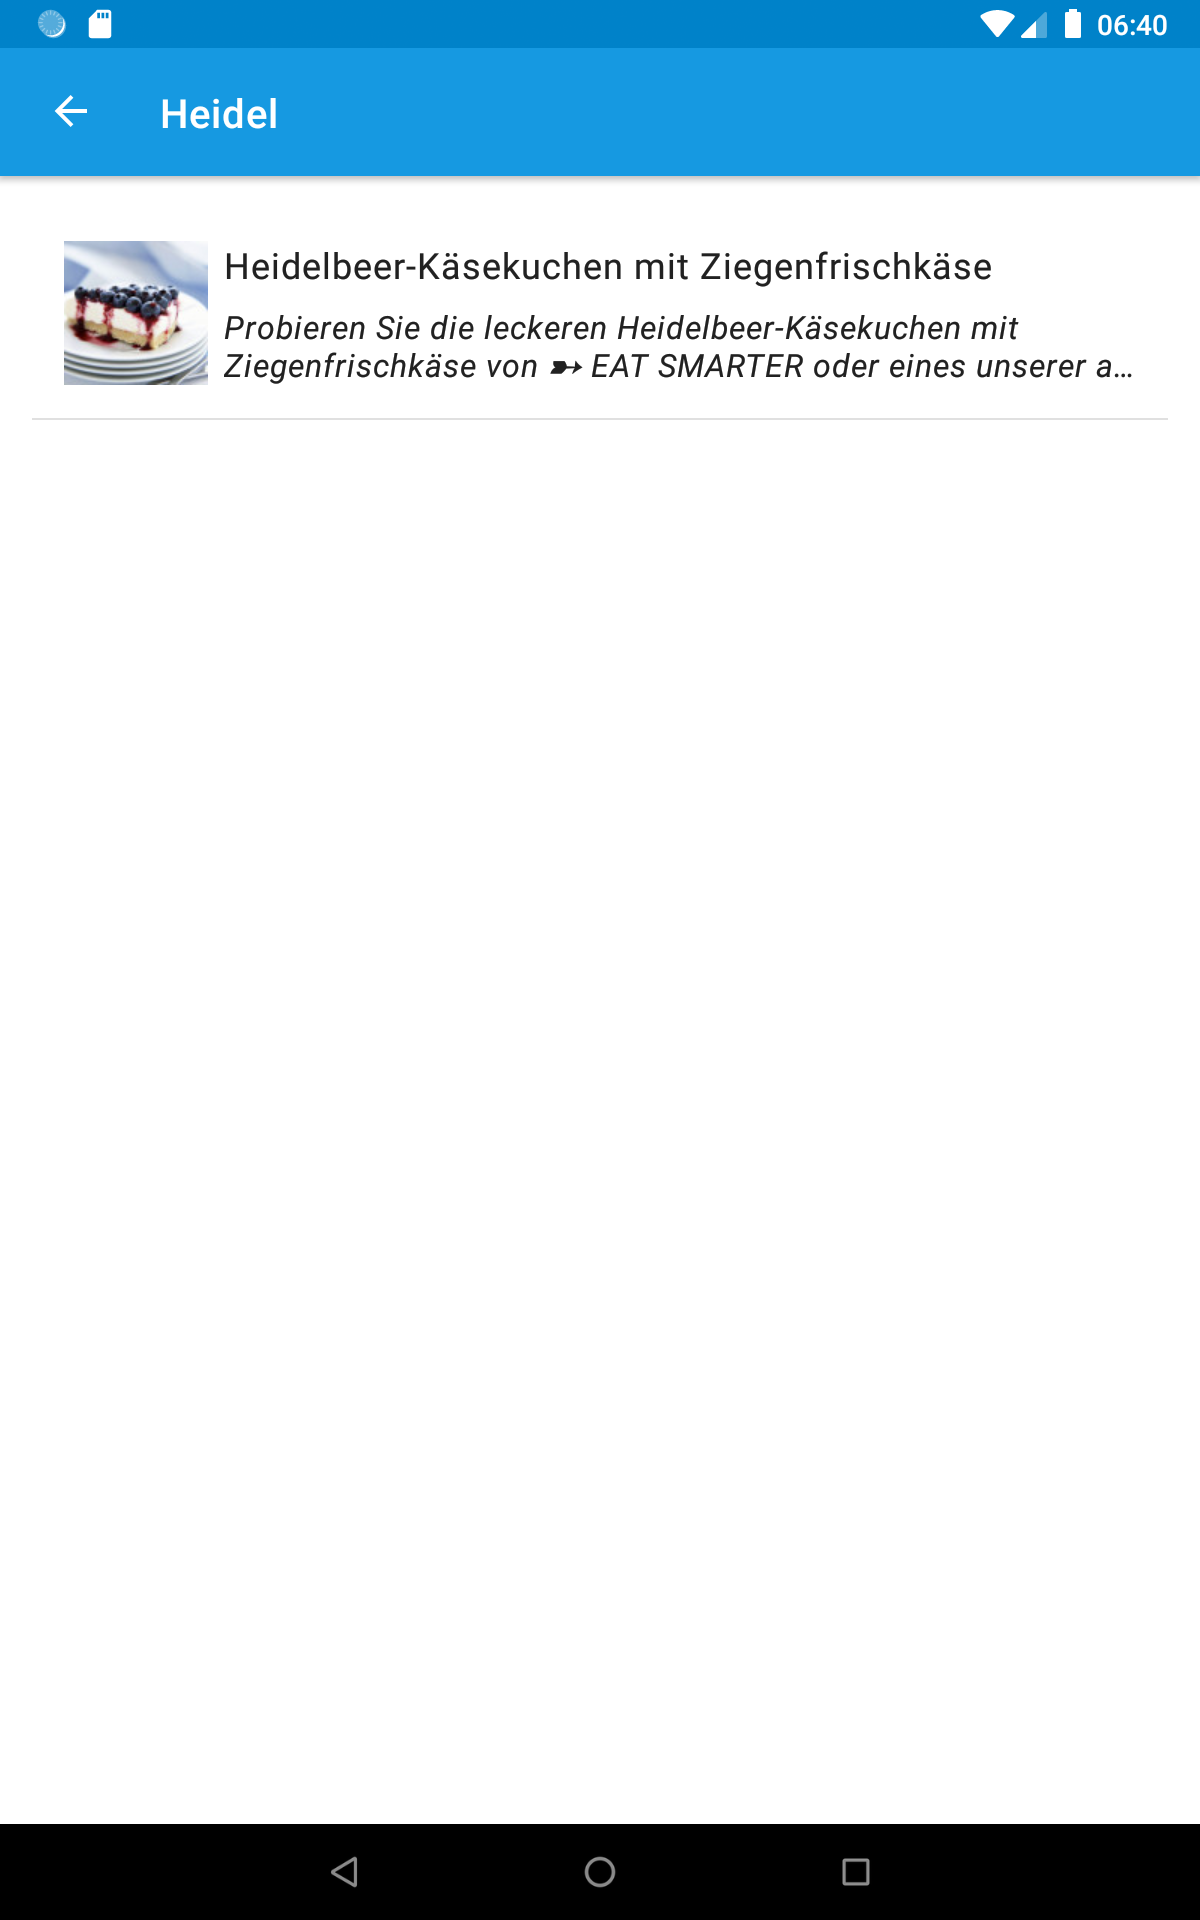 06:40
Heidel
Heidelbeer-Käsekuchen mit Ziegenfrischkäse
Probieren Sie die leckeren Heidelbeer-Käsekuchen mit
Ziegenfrischkäse von ➽ EAT SMARTER oder eines unserer a…